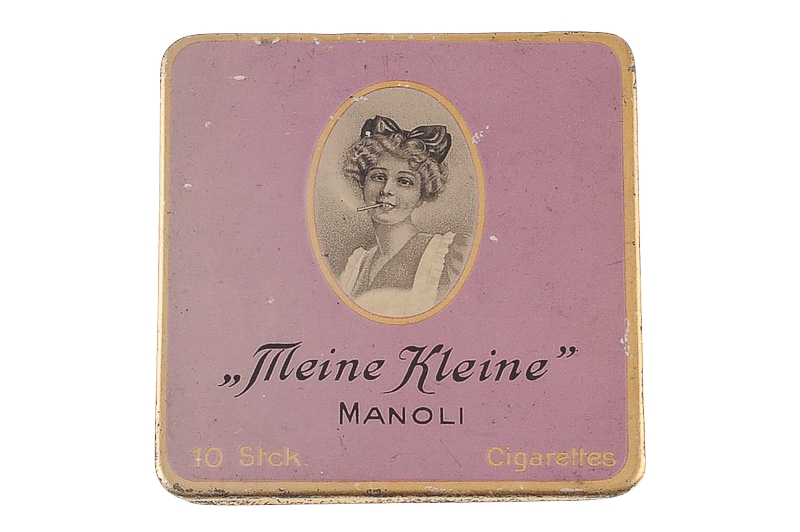 „Meine Kleine”
MANOLI
10 Stck. Cigarettes